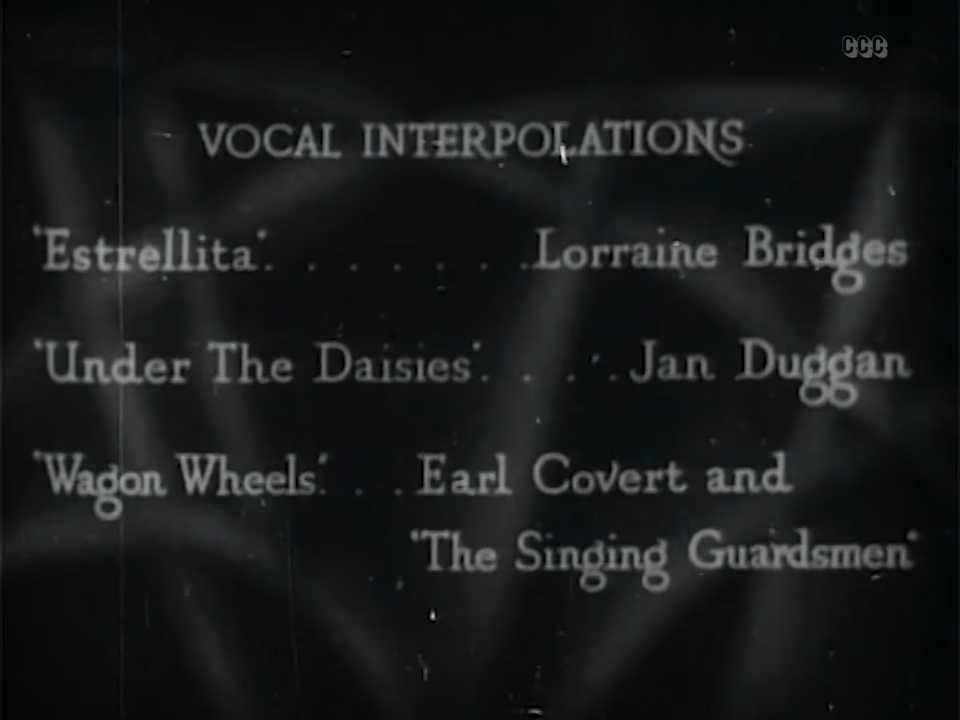 CCC
VOCAL INTERPOLATIONS
'Estrellita'. . . . . . . .Lorraine Bridges
'Under The Daisies'. . . . .Jan Duggan
'Wagon Wheels'. . .Earl Covert and
'The Singing Guardsmen'